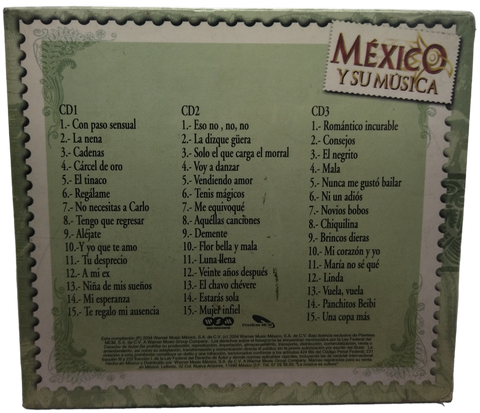 MÉXICO
Y SU MÚSICA
CD1
1.- Con paso sensual
2.- La nena
3.- Cadenas
4.- Cárcel de oro
5.- El tinaco
6.- Regálame
7.- No necesitas a Carlo
8.- Tengo que regresar
9.- Aléjate
10.-Y yo que te amo
11.- Tu desprecio
12.- A mi ex
13.- Niña de mis sueños
14.- Mi esperanza
15.- Te regalo mi ausencia
CD2
1.- Eso no , no, no
2.- La dizque güera
3.- Solo el que carga el morral
4.- Voy a danzar
5.- Vendiendo amor
6.- Tenis mágicos
7.- Me equivoqué
8.- Aquéllas canciones
9.- Demente
10.- Flor bella y mala
11.- Luna llena
12.- Veinte años después
13.- El chavo chévere
14.- Estarás sola
15.- Mujer infiel
CD3
1.- Romántico incurable
2.- Consejos
3.- El negrito
4.- Mala
5.- Nunca me gustó bailar
6.- Ni un adiós
7.- Novios bobos
8.- Chiquilina
9.- Brincos dieras
10.- Mi corazón y yo
11.- María no sé qué
12.- Linda
13.- Vuela, vuela
14.- Panchitos Beibi
15.- Una copa más